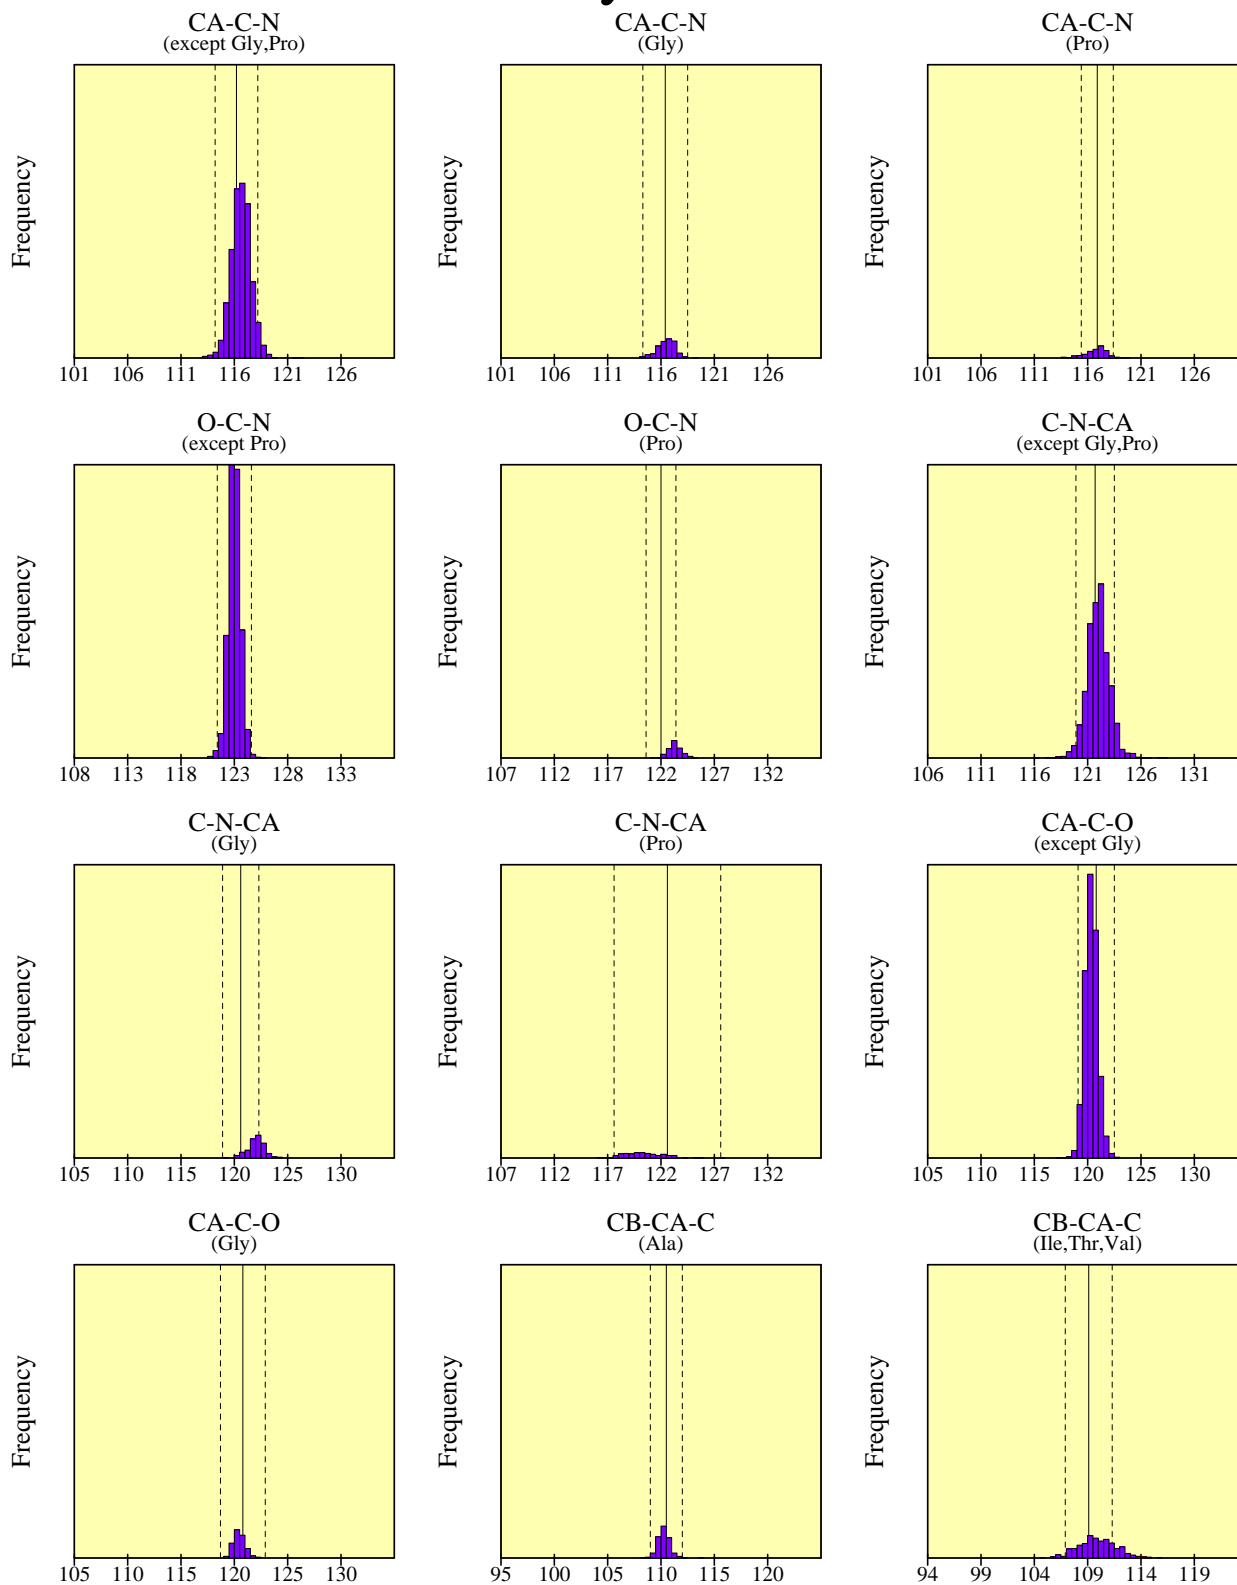 CA-C-N
(except Gly,Pro)
CA-C-N
(Gly)
CA-C-N
(Pro)
Frequency
Frequency
Frequency
101 106 111 116 121 126
101 106 111 116 121 126
101 106 111 116 121 126
O-C-N
(except Pro)
O-C-N
(Pro)
C-N-CA
(except Gly,Pro)
Frequency
Frequency
Frequency
108 113 118 123 128 133
107 112 117 122 127 132
106 111 116 121 126 131
C-N-CA
(Gly)
C-N-CA
(Pro)
CA-C-O
(except Gly)
Frequency
Frequency
Frequency
105 110 115 120 125 130
107 112 117 122 127 132
105 110 115 120 125 130
CA-C-O
(Gly)
CB-CA-C
(Ala)
CB-CA-C
(Ile,Thr,Val)
Frequency
Frequency
Frequency
105 110 115 120 125 130
95 100 105 110 115 120
94 99 104 109 114 119